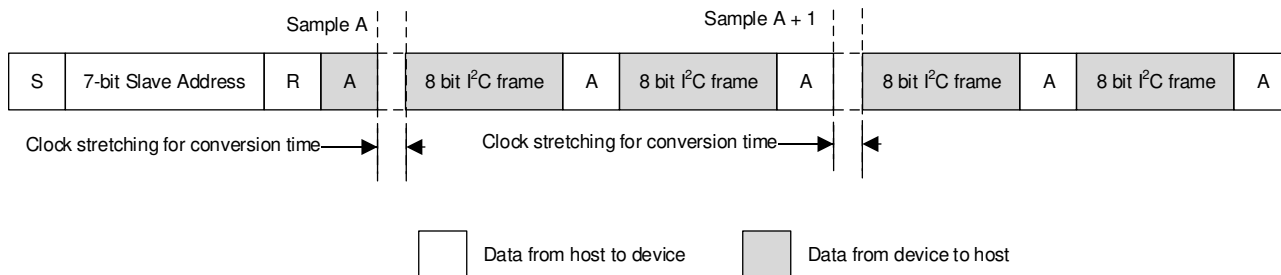 Sample A
Sample A + 1
S
7-bit Slave Address
R
A
8 bit I²C frame
A
8 bit I²C frame
A
8 bit I²C frame
A
8 bit I²C frame
A
Clock stretching for conversion time
Clock stretching for conversion time
Data from host to device
Data from device to host